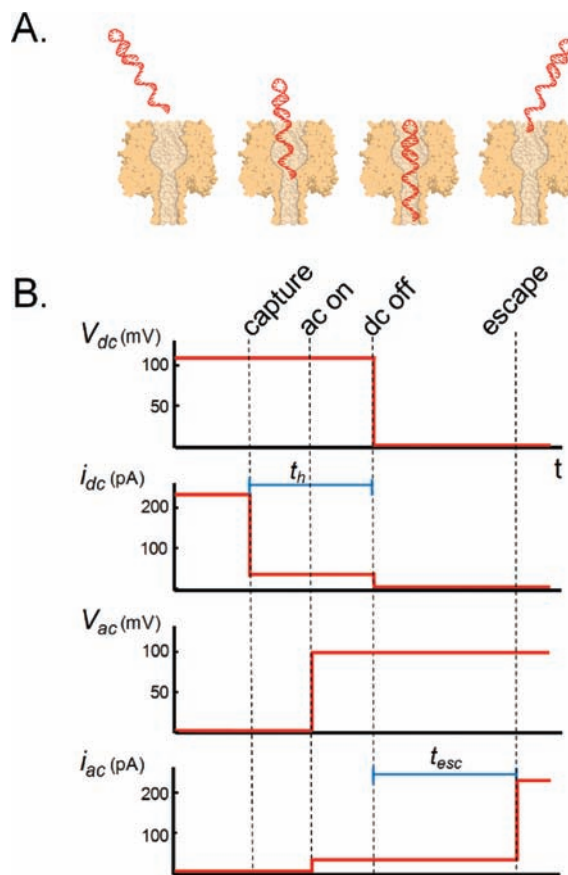 A.
B.
capture
ac on
dc off
escape
V_dc (mV)
100
50
t
i_dc (pA)
t_h
200
100
V_ac (mV)
100
50
i_ac (pA)
t_esc
200
100